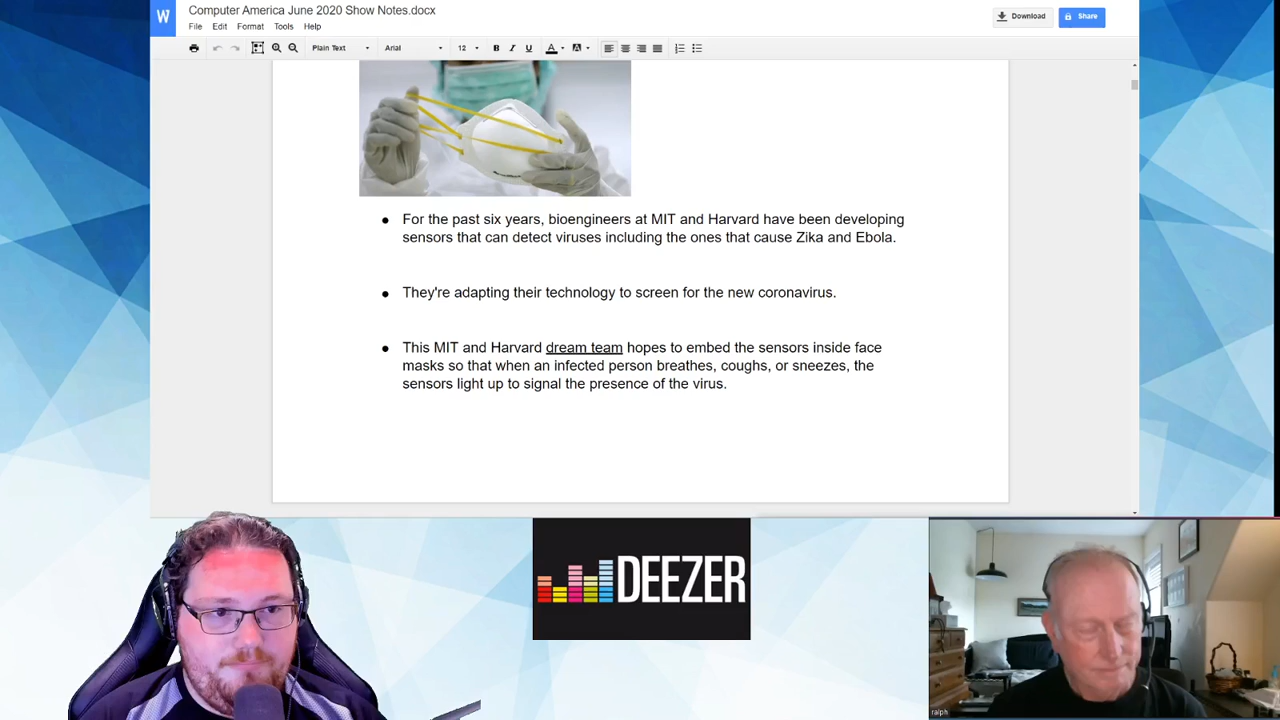 Computer America June 2020 Show Notes.docx
File Edit Format Tools Help
Download
Share
Plain Text
Arial
12
B I U A A
For the past six years, bioengineers at MIT and Harvard have been developing
sensors that can detect viruses including the ones that cause Zika and Ebola.
They're adapting their technology to screen for the new coronavirus.
This MIT and Harvard dream team hopes to embed the sensors inside face
masks so that when an infected person breathes, coughs, or sneezes, the
sensors light up to signal the presence of the virus.
DEEZER
ralph